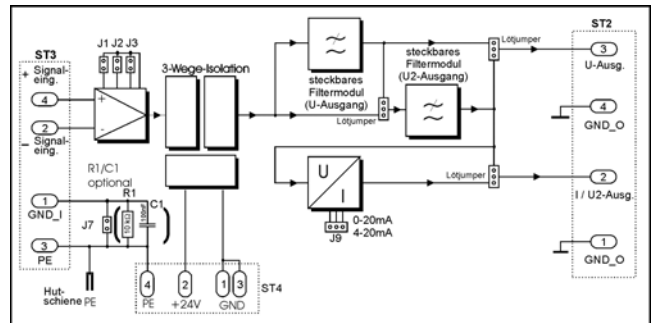 ST3
J1 J2 J3
3-Wege-Isolation
steckbares
Filtermodul
(U-Ausgang)
steckbares
Filtermodul
(U2-Ausgang)
Lötjumper
Lötjumper
ST2
3
U-Ausg.
4
GND_O
+ Signal-
eing.
4
2
_ Signal-
eing.
+
-
R1/C1
optional
R1
C1
10 kΩ
100nF
1
GND_I
J7
3
PE
Hut-
schiene PE
U
I
0-20mA
4-20mA
J9
Lötjumper
2
I / U2-Ausg.
1
GND_O
4
2
1
3
PE
+24V
GND
ST4